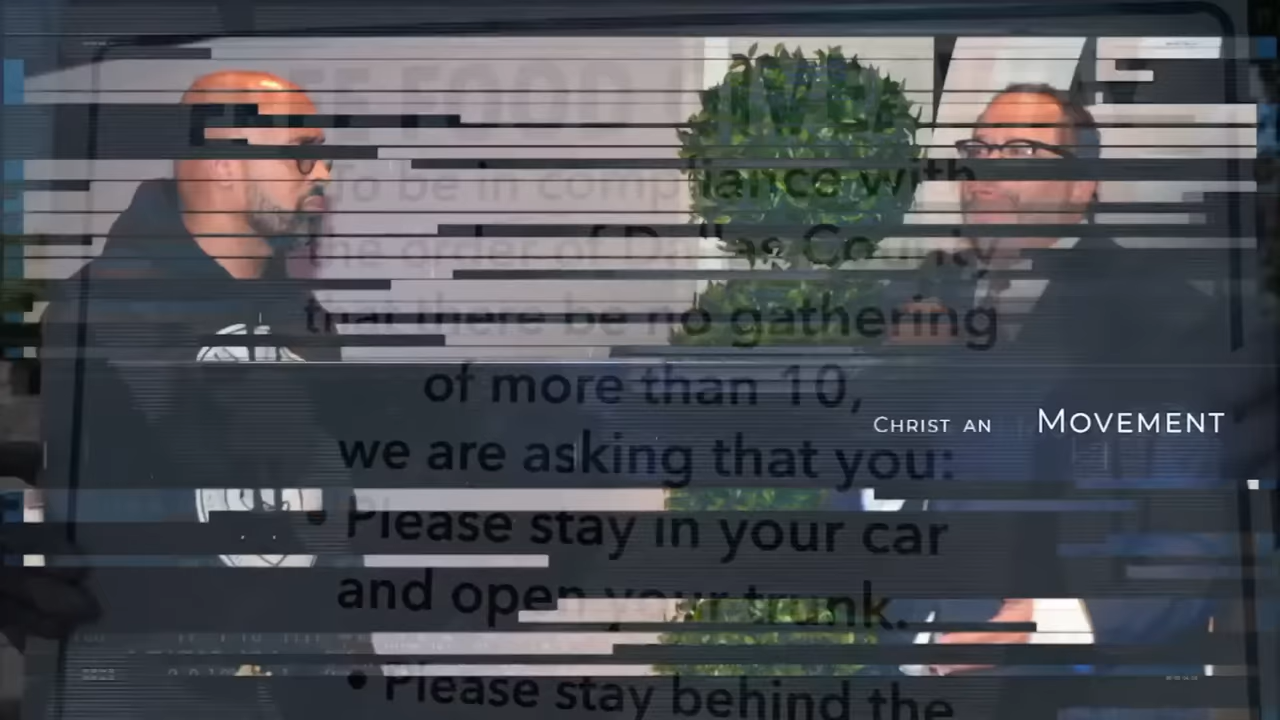 To be in compliance with
the order of Dallas County
that there be no gathering
of more than 10,
CHRIST AN MOVEMENT
we are asking that you:
• Please stay in your car
and open your trunk.
• Please stay behind the